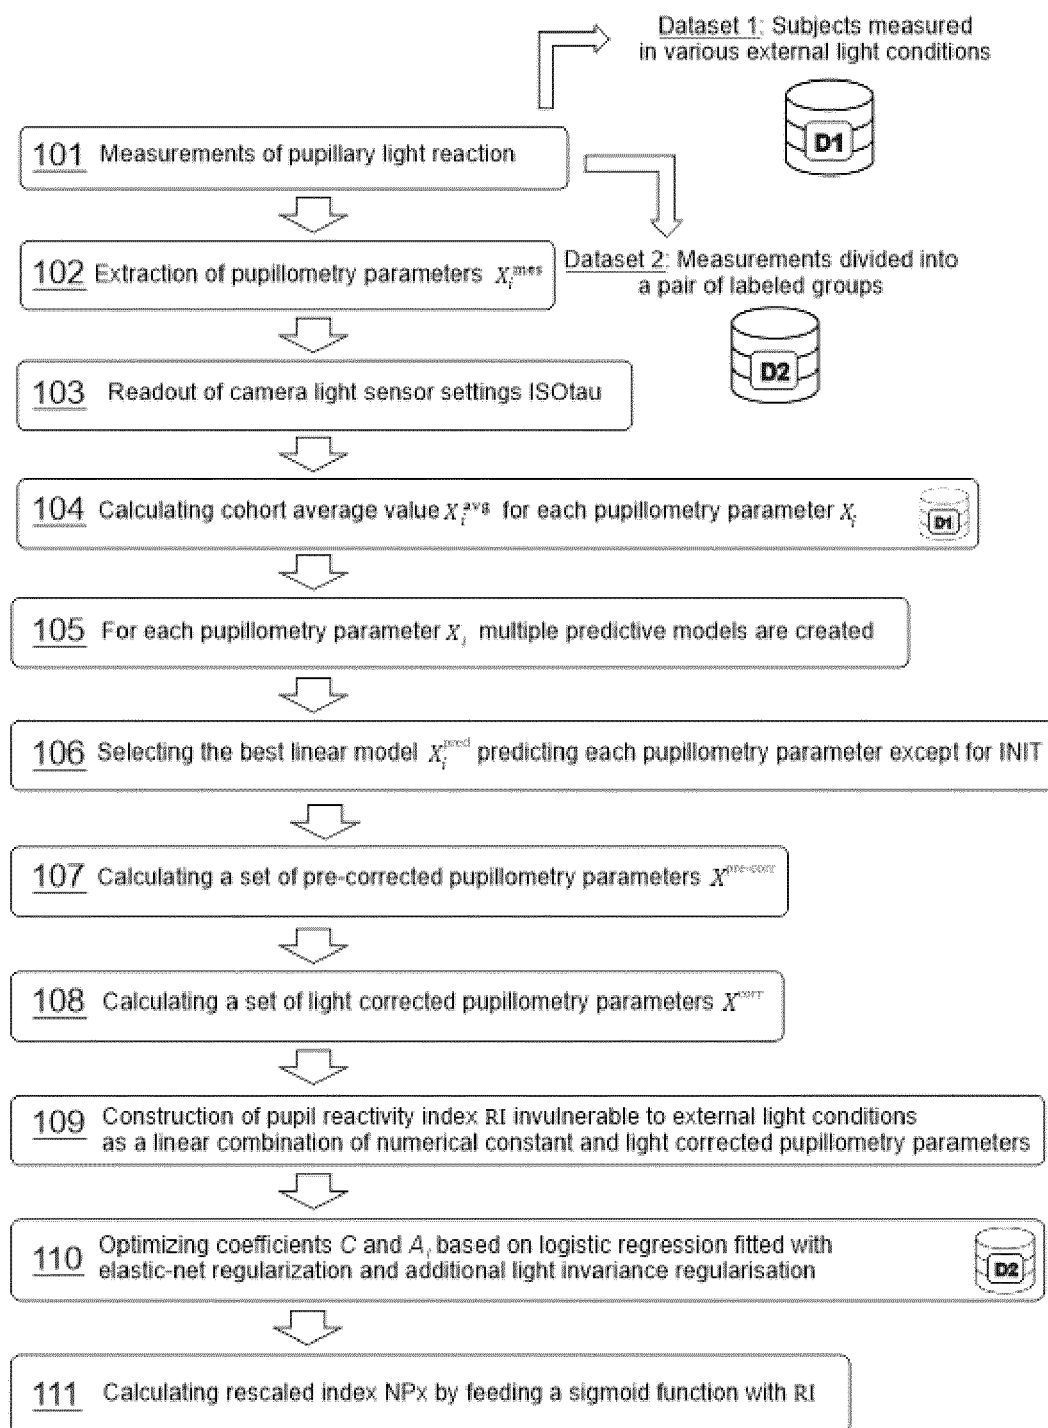 Dataset 1: Subjects measured
in various external light conditions
D1
101 Measurements of pupillary light reaction
102 Extraction of pupillometry parameters X_i^mes
Dataset 2: Measurements divided into
a pair of labeled groups
D2
103 Readout of camera light sensor settings ISOtau
104 Calculating cohort average value X_i^avg for each pupillometry parameter X_i
D1
105 For each pupillometry parameter X_i multiple predictive models are created
106 Selecting the best linear model X_i^pred predicting each pupillometry parameter except for INIT
107 Calculating a set of pre-corrected pupillometry parameters X^pre-corr
108 Calculating a set of light corrected pupillometry parameters X^corr
109 Construction of pupil reactivity index RI invulnerable to external light conditions
as a linear combination of numerical constant and light corrected pupillometry parameters
110 Optimizing coefficients C and A_i based on logistic regression fitted with
elastic-net regularization and additional light invariance regularisation
D2
111 Calculating rescaled index NPx by feeding a sigmoid function with RI